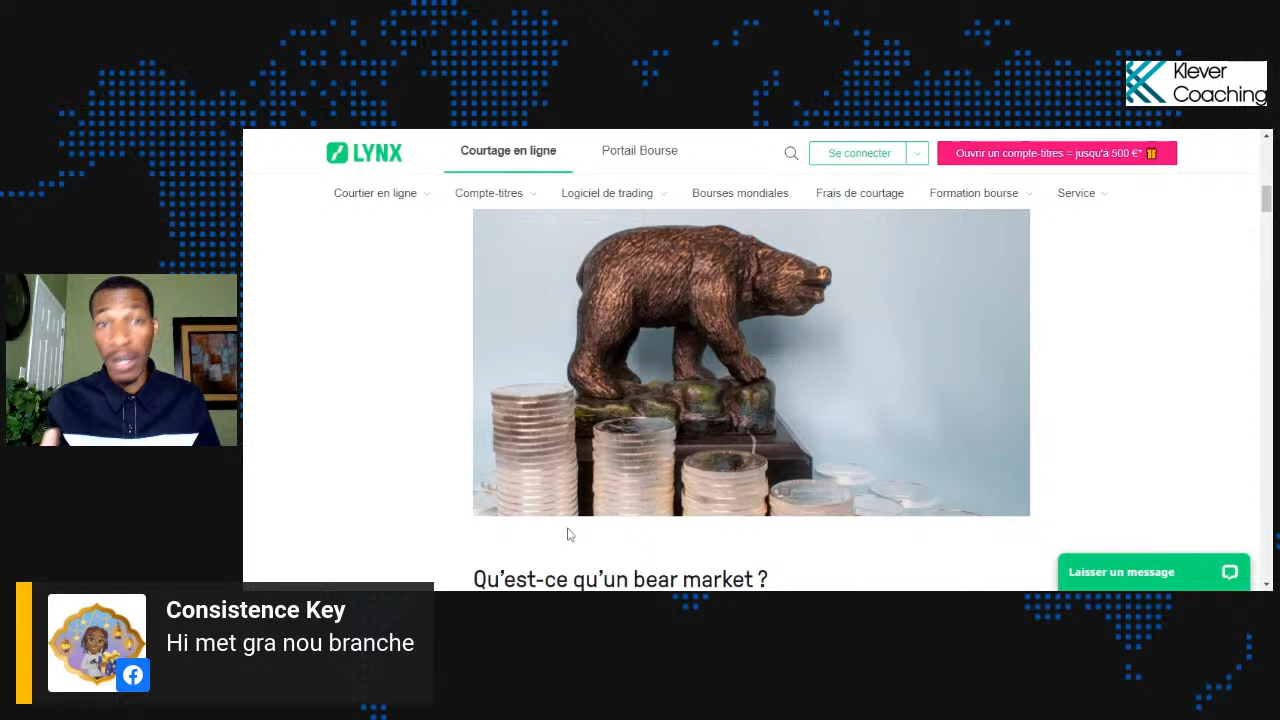 Klever
Coaching
LYNX
Courtage en ligne
Portail Bourse
Se connecter
Ouvrir un compte-titres = jusqu'à 500 €*
Courtier en ligne
Compte-titres
Logiciel de trading
Bourses mondiales
Frais de courtage
Formation bourse
Service
Qu'est-ce qu'un bear market ?
Laisser un message
Consistence Key
Hi met gra nou branche